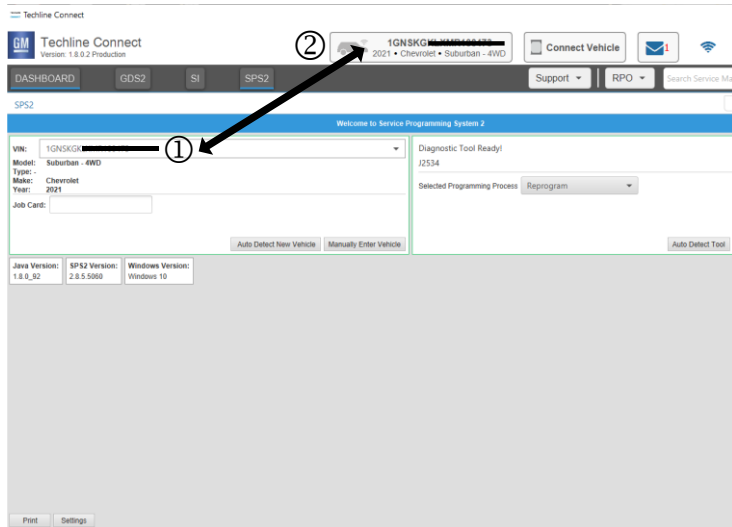 Techline Connect
GM
Techline Connect
Version: 1.8.0.2 Production
②
2021 • Chevrolet • Suburban - 4WD
Connect Vehicle
1
DASHBOARD
GDS2
SI
SPS2
Support
RPO
Search Service Ma
SPS2
Welcome to Service Programming System 2
VIN:
①
Model: Suburban - 4WD
Type: -
Make: Chevrolet
Year: 2021
Job Card:
Auto Detect New Vehicle
Manually Enter Vehicle
Diagnostic Tool Ready!
J2534
Selected Programming Process
Reprogram
Auto Detect Tool
Java Version:
1.8.0_92
SPS2 Version:
2.8.5.5060
Windows Version:
Windows 10
Print
Settings